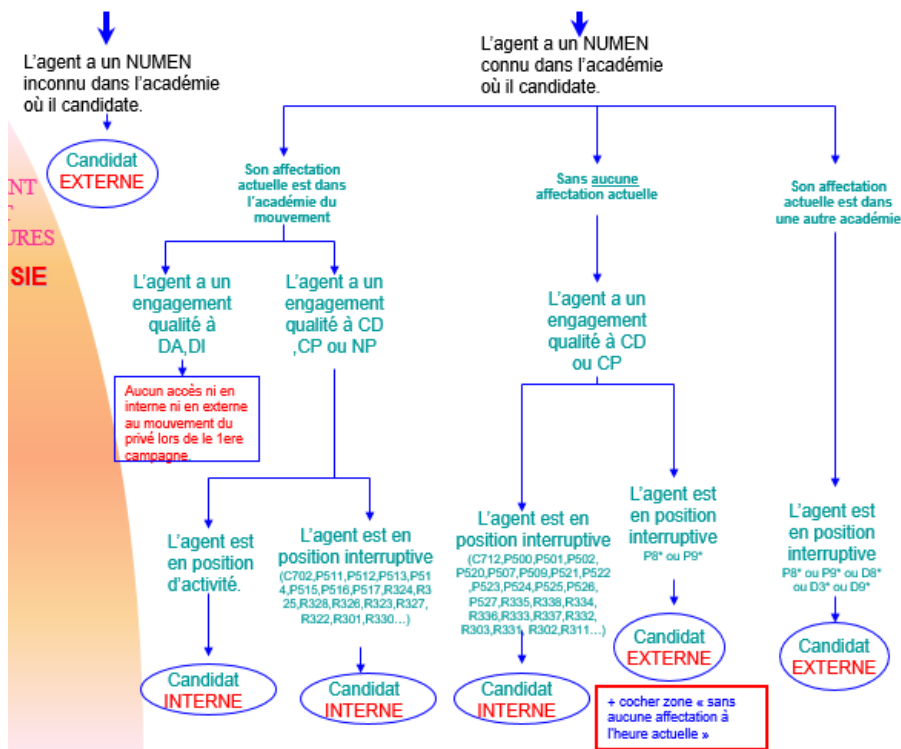 L'agent a un NUMEN
inconnu dans l'académie
où il candidate.
L'agent a un NUMEN
connu dans l'académie
où il candidate.
Candidat
EXTERNE
NT
URES
SIE
Son affectation
actuelle est dans
l'académie du
mouvement
Sans aucune
affectation actuelle
Son affectation
actuelle est dans
une autre académie
L'agent a un
engagement
qualité à
DA,DI
L'agent a un
engagement
qualité à CD
,CP ou NP
L'agent a un
engagement
qualité à CD
ou CP
Aucun accès ni en
interne ni en externe
au mouvement du
privé lors de le 1ere
campagne.
L'agent est
en position
d'activité.
L'agent est en
position interruptive
(C702,P511,P512,P513,P51
4,P515,P516,P517,R324,R3
25,R328,R326,R323,R327,
R322,R301,R330…)
L'agent est en
position interruptive
(C712,P500,P501,P502,
P520,P507,P509,P521,P522
,P523,P524,P525,P526,
P527,R335,R338,R334,
R336,R333,R337,R332,
R303,R331, R302,R311…)
L'agent est
en position
interruptive
P8* ou P9*
L'agent est
en position
interruptive
P8* ou P9* ou D8*
ou D3* ou D9*
Candidat
INTERNE
Candidat
INTERNE
Candidat
INTERNE
Candidat
EXTERNE
Candidat
EXTERNE
+ cocher zone « sans
aucune affectation à
l'heure actuelle »